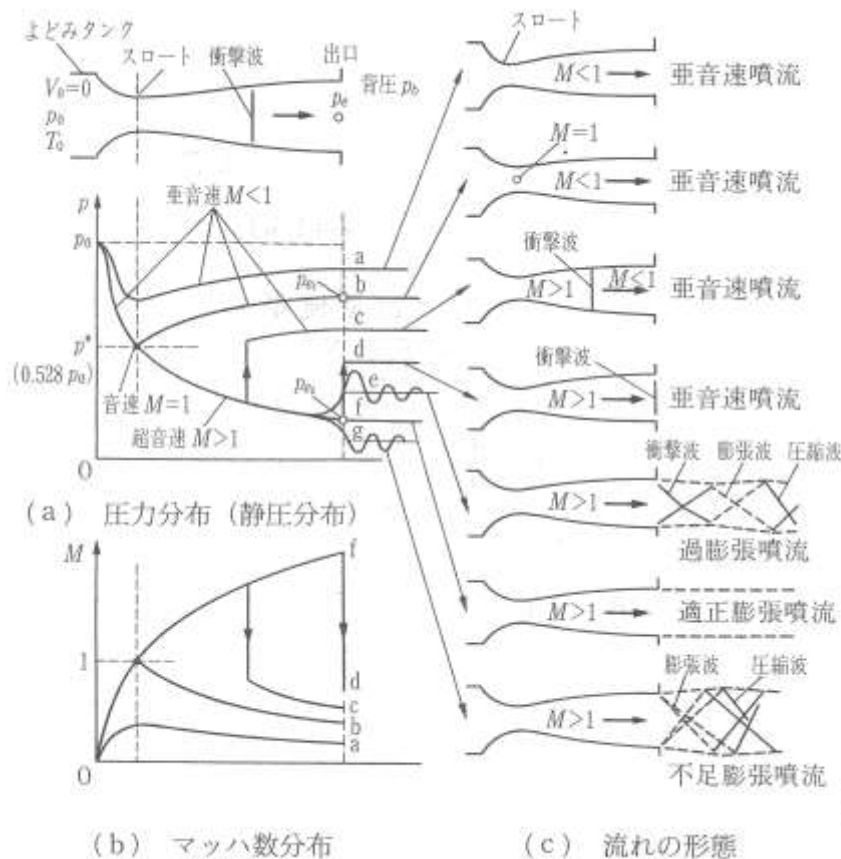 よどみタンク
スロート
衝撃波
出口
V₀=0
p₀
T₀
pₑ
背圧 p_b
p
p₀
亜音速 M<1
a
b
c
d
e
f
g
pₑ₁
pₑ₂
p*
(0.528 p₀)
音速 M=1
超音速 M>1
O
(a) 圧力分布 (静圧分布)
M
1
O
f
d
c
b
a
(b) マッハ数分布
スロート
M<1
亜音速噴流
M=1
M<1
亜音速噴流
衝撃波
M>1
M<1
亜音速噴流
衝撃波
M>1
亜音速噴流
衝撃波 膨張波 圧縮波
M>1
過膨張噴流
M>1
適正膨張噴流
膨張波 圧縮波
M>1
不足膨張噴流
(c) 流れの形態